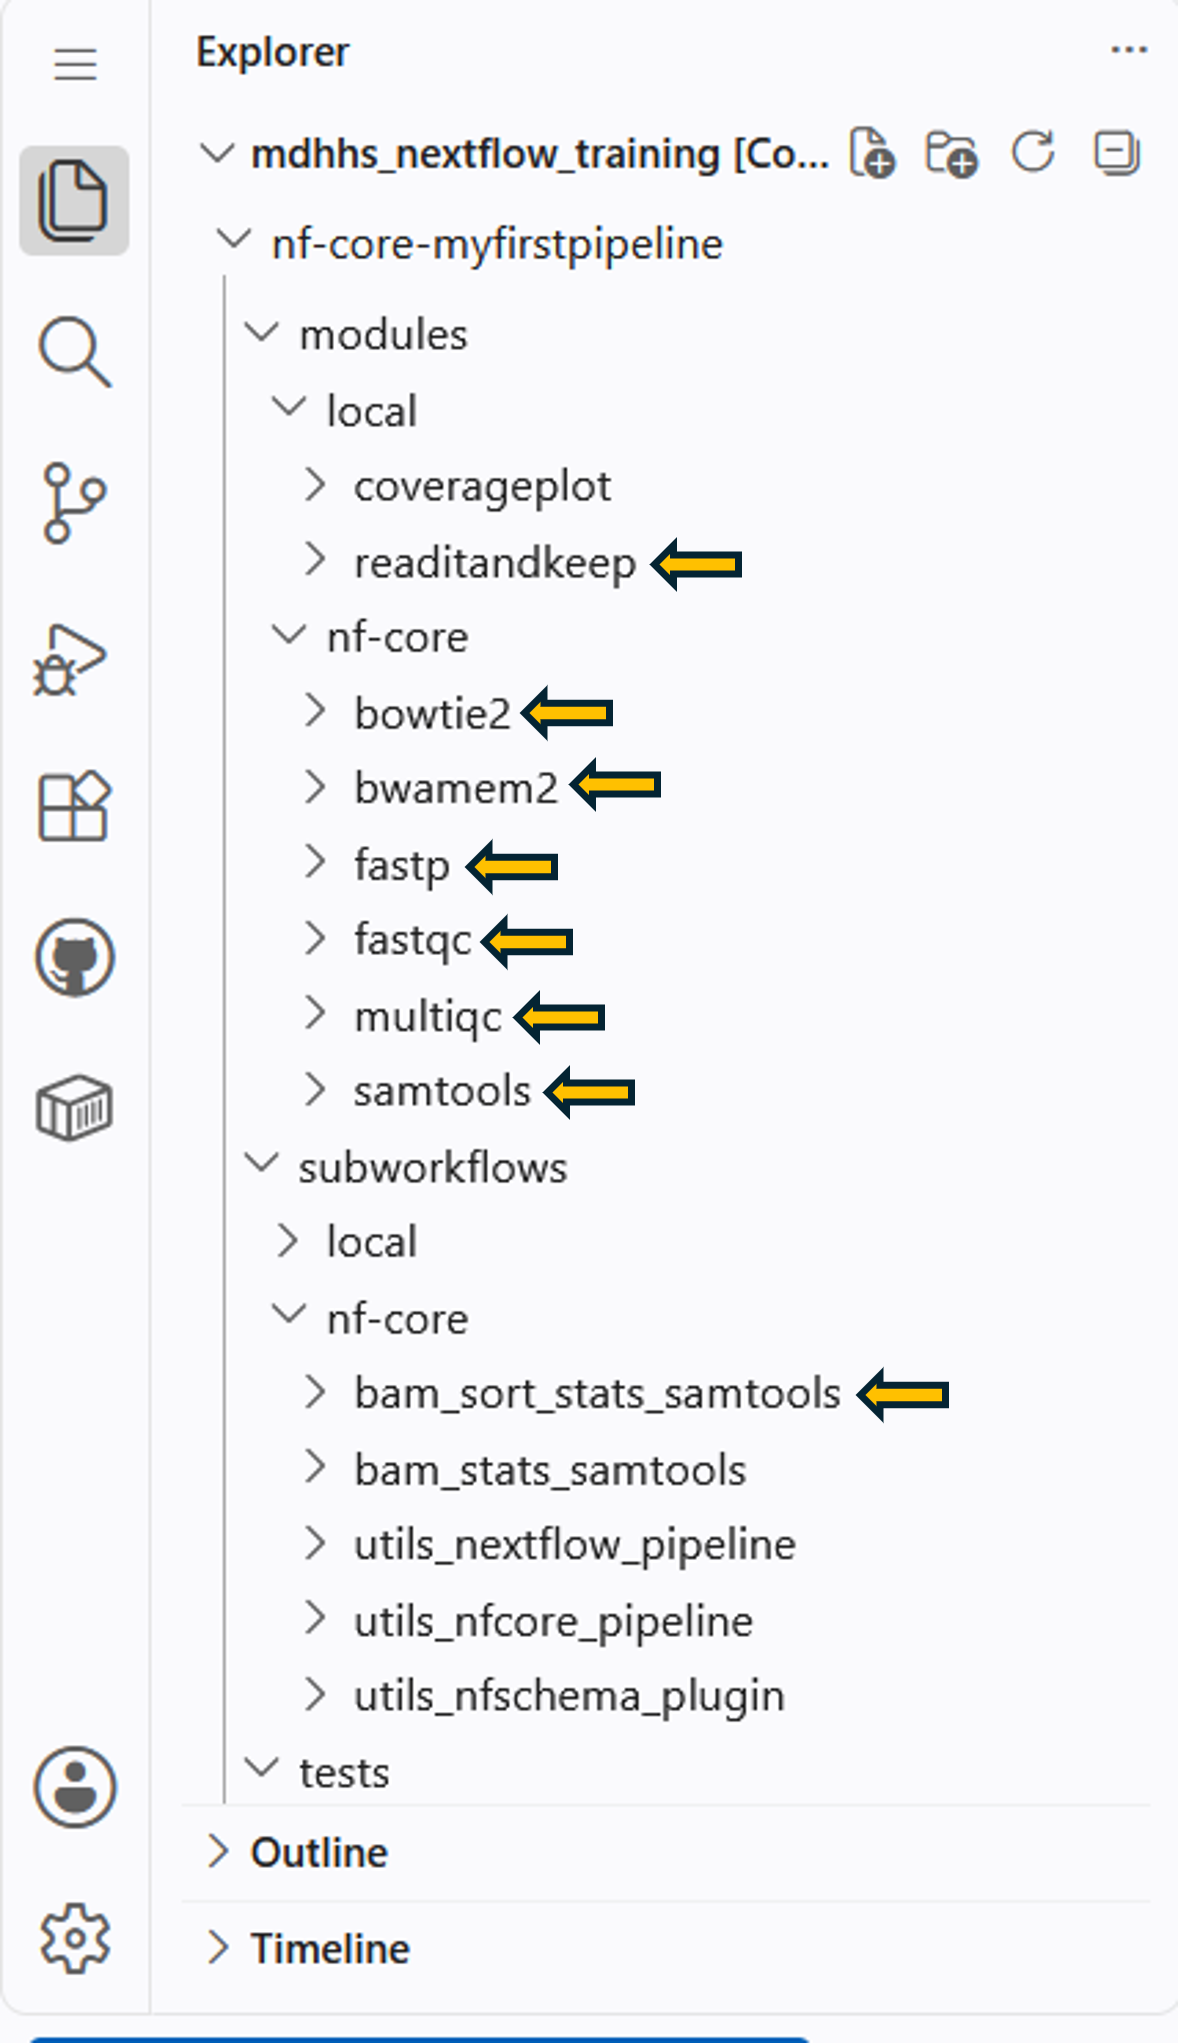 Explorer
mdhhs_nextflow_training [Co...
nf-core-myfirstpipeline
modules
local
coverageplot
readitandkeep
nf-core
bowtie2
bwamem2
fastp
fastqc
multiqc
samtools
subworkflows
local
nf-core
bam_sort_stats_samtools
bam_stats_samtools
utils_nextflow_pipeline
utils_nfcore_pipeline
utils_nfschema_plugin
tests
Outline
Timeline